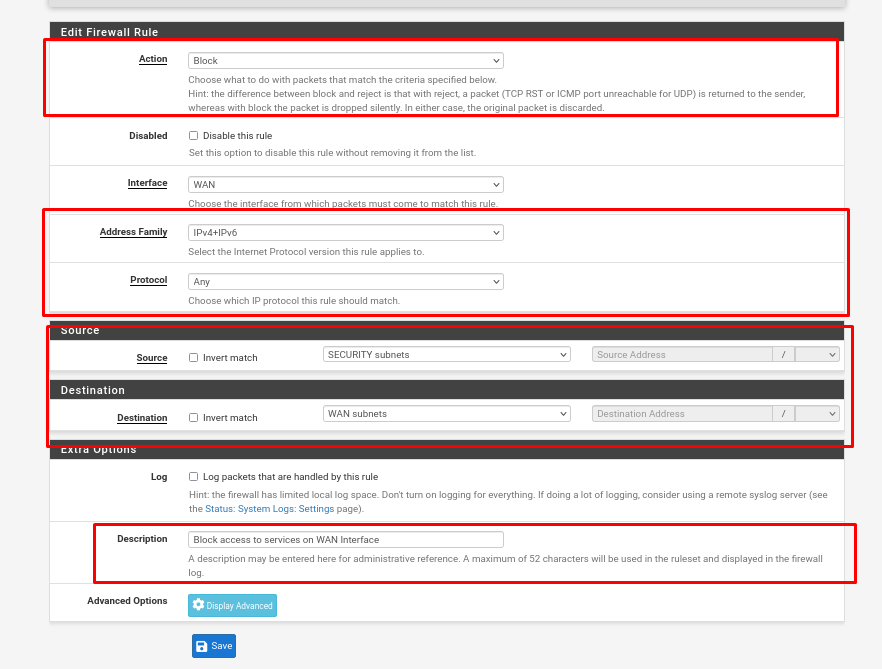 Edit Firewall Rule
Action
Block
Choose what to do with packets that match the criteria specified below.
Hint: the difference between block and reject is that with reject, a packet (TCP RST or ICMP port unreachable for UDP) is returned to the sender,
whereas with block the packet is dropped silently. In either case, the original packet is discarded.
Disabled
Disable this rule
Set this option to disable this rule without removing it from the list.
Interface
WAN
Choose the interface from which packets must come to match this rule.
Address Family
IPv4+IPv6
Select the Internet Protocol version this rule applies to.
Protocol
Any
Choose which IP protocol this rule should match.
Source
Source
Invert match
SECURITY subnets
Source Address
/
Destination
Destination
Invert match
WAN subnets
Destination Address
/
Extra Options
Log
Log packets that are handled by this rule
Hint: the firewall has limited local log space. Don't turn on logging for everything. If doing a lot of logging, consider using a remote syslog server (see
the Status: System Logs: Settings page).
Description
Block access to services on WAN Interface
A description may be entered here for administrative reference. A maximum of 52 characters will be used in the ruleset and displayed in the firewall
log.
Advanced Options
Display Advanced
Save